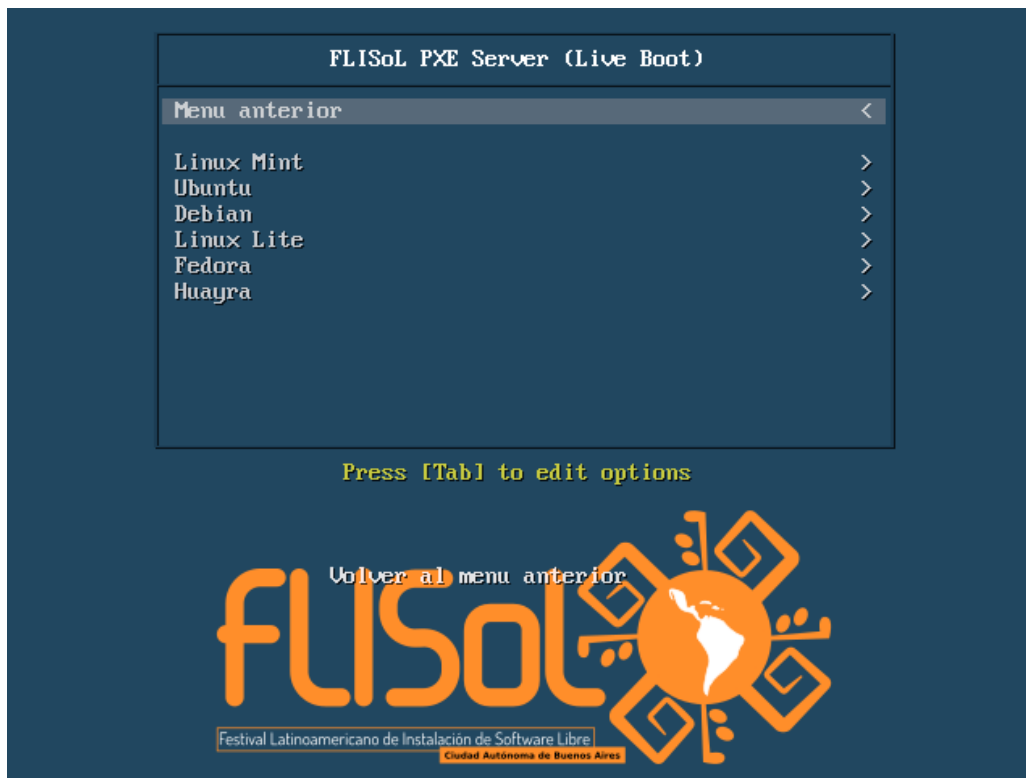 FLISoL PXE Server (Live Boot)
Menu anterior <
Linux Mint >
Ubuntu >
Debian >
Linux Lite >
Fedora >
Huayra >
Press [Tab] to edit options
Volver al menu anterior
fLISol
Festival Latinoamericano de Instalación de Software Libre
Ciudad Autónoma de Buenos Aires